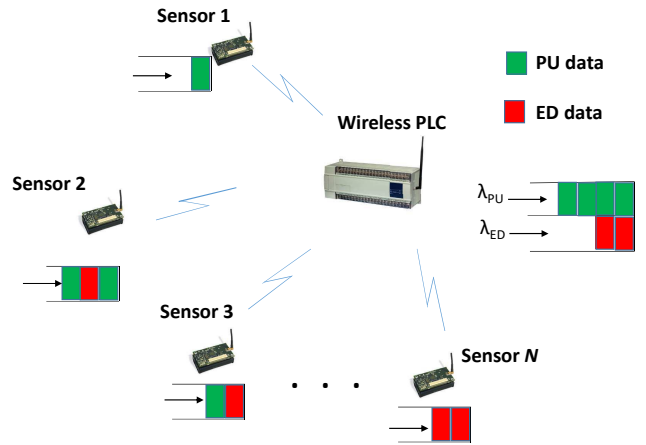 Sensor 1
PU data
ED data
Wireless PLC
Sensor 2
λPU
λED
Sensor 3
. . .
Sensor N